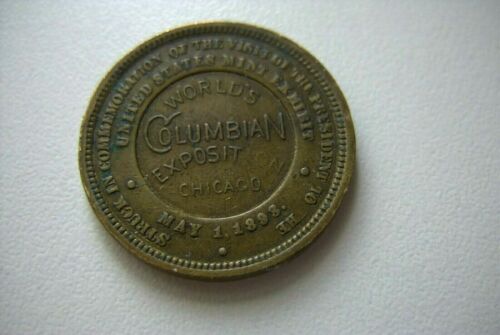 STRUCK IN COMMEMORATION OF THE VISIT OF THE PRESIDENT TO THE
UNITED STATES MINT EXHIBIT
WORLD'S
COLUMBIAN
EXPOSITION
CHICAGO
MAY 1, 1893.